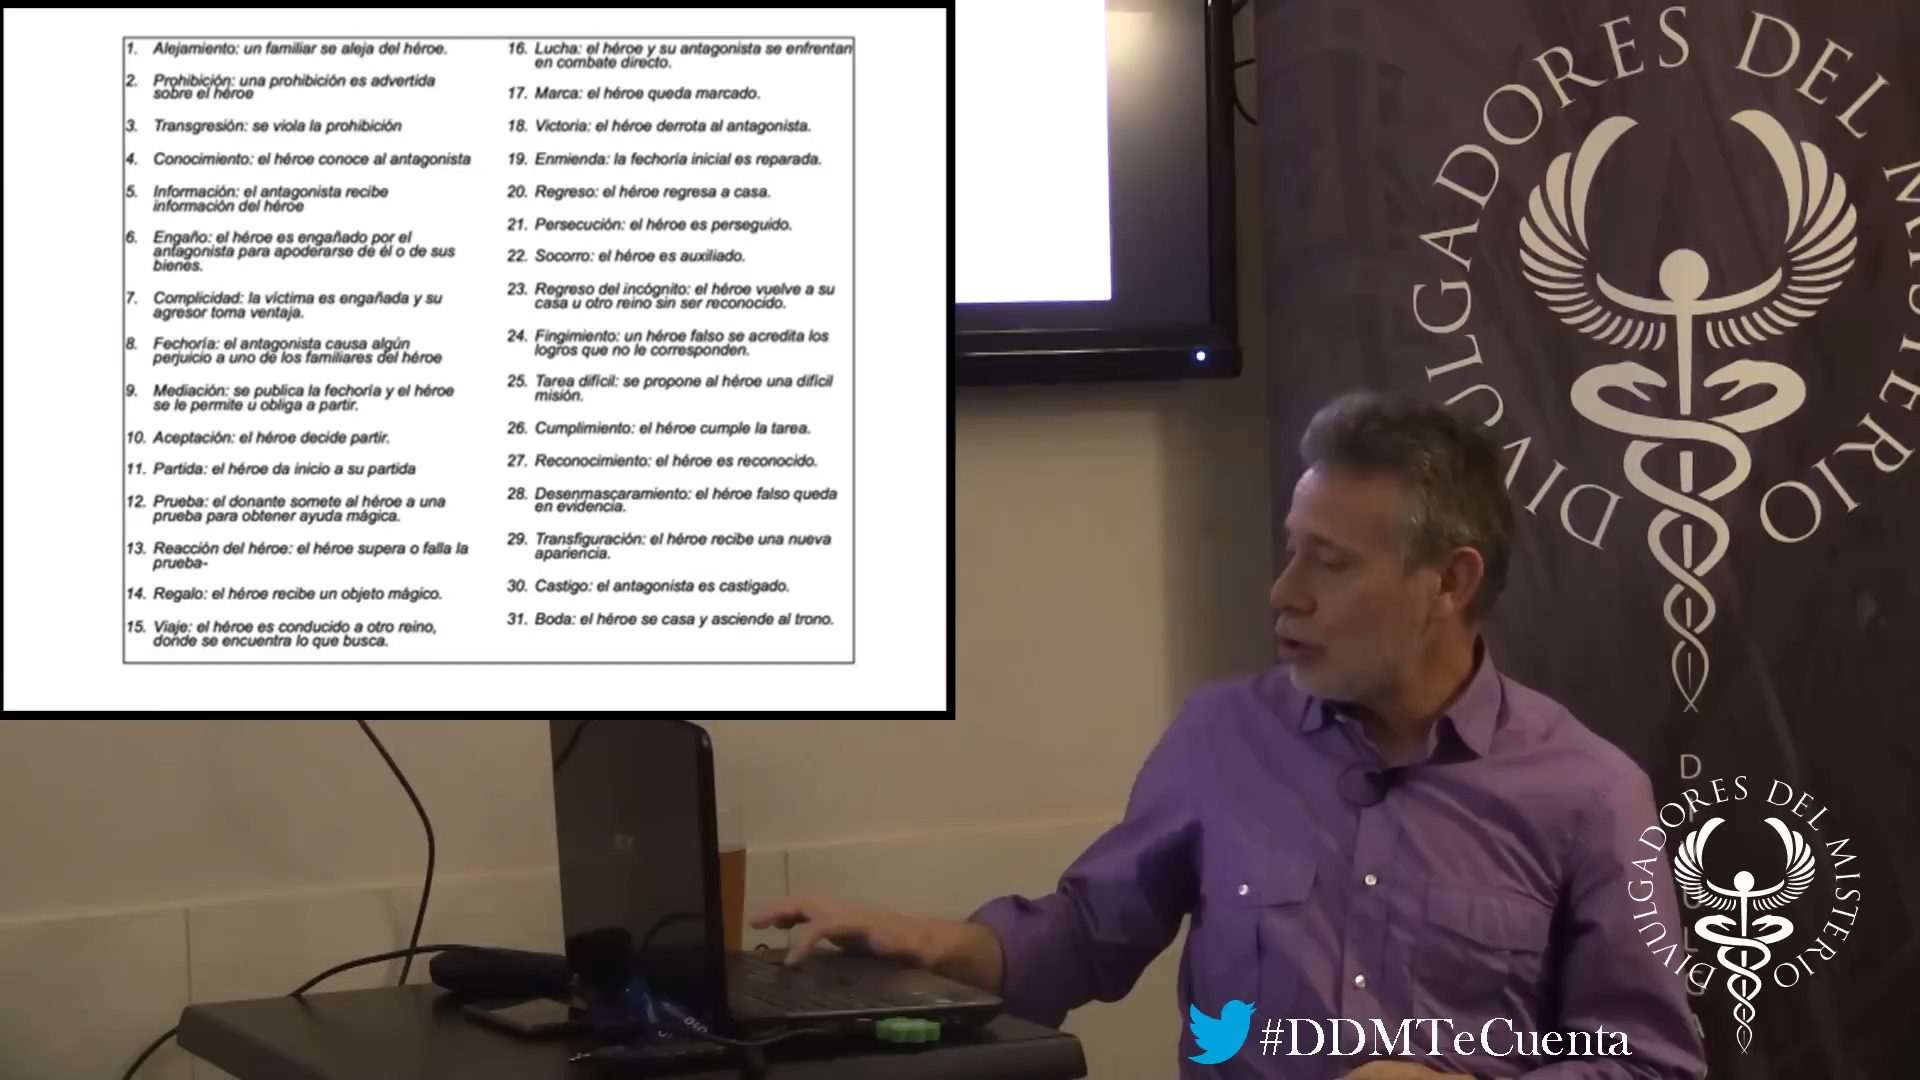 1. Alejamiento: un familiar se aleja del héroe.
2. Prohibición: una prohibición es advertida
sobre el héroe
3. Transgresión: se viola la prohibición
4. Conocimiento: el héroe conoce al antagonista
5. Información: el antagonista recibe
información del héroe
6. Engaño: el héroe es engañado por el
antagonista para apoderarse de él o de sus
bienes.
7. Complicidad: la víctima es engañada y su
agresor toma ventaja.
8. Fechoría: el antagonista causa algún
perjuicio a uno de los familiares del héroe
9. Mediación: se publica la fechoría y el héroe
se le permite u obliga a partir.
10. Aceptación: el héroe decide partir.
11. Partida: el héroe da inicio a su partida
12. Prueba: el donante somete al héroe a una
prueba para obtener ayuda mágica.
13. Reacción del héroe: el héroe supera o falla la
prueba-
14. Regalo: el héroe recibe un objeto mágico.
15. Viaje: el héroe es conducido a otro reino,
donde se encuentra lo que busca.
16. Lucha: el héroe y su antagonista se enfrentan
en combate directo.
17. Marca: el héroe queda marcado.
18. Victoria: el héroe derrota al antagonista.
19. Enmienda: la fechoría inicial es reparada.
20. Regreso: el héroe regresa a casa.
21. Persecución: el héroe es perseguido.
22. Socorro: el héroe es auxiliado.
23. Regreso del incógnito: el héroe vuelve a su
casa u otro reino sin ser reconocido.
24. Fingimiento: un héroe falso se acredita los
logros que no le corresponden.
25. Tarea difícil: se propone al héroe una difícil
misión.
26. Cumplimiento: el héroe cumple la tarea.
27. Reconocimiento: el héroe es reconocido.
28. Desenmascaramiento: el héroe falso queda
en evidencia.
29. Transfiguración: el héroe recibe una nueva
apariencia.
30. Castigo: el antagonista es castigado.
31. Boda: el héroe se casa y asciende al trono.
DIVULGADORES DEL MISTERIO
DIVULGADORES DEL MISTERIO
#DDMTeCuenta